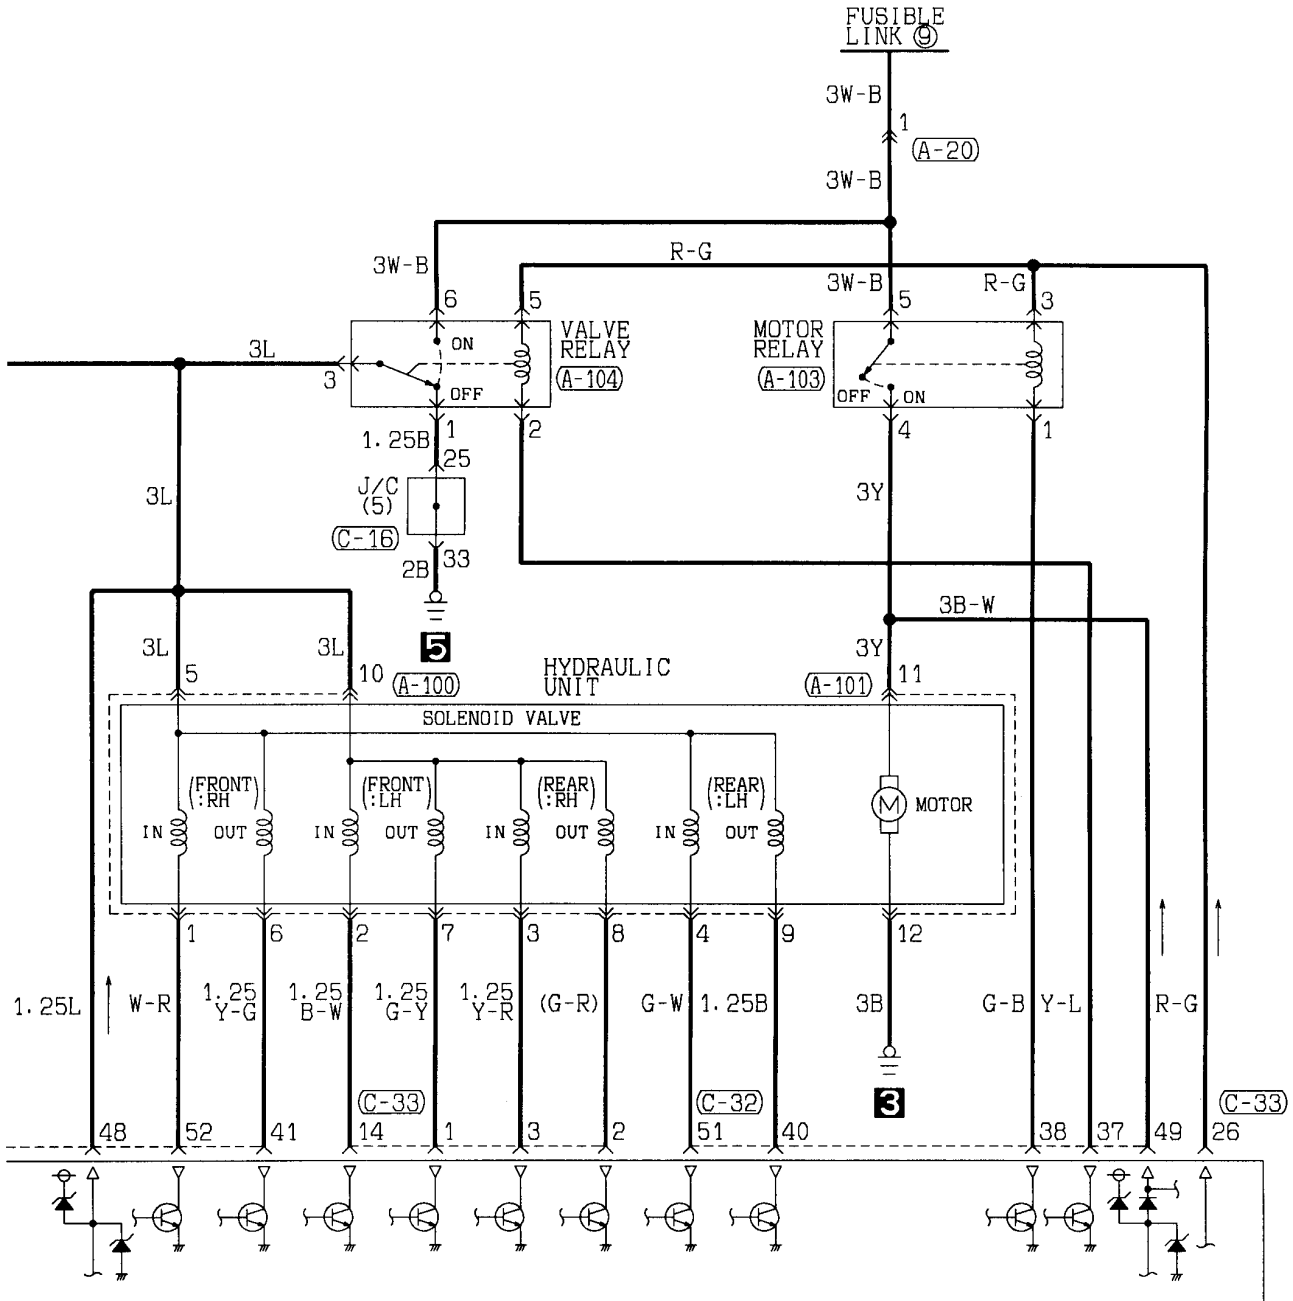 FUSIBLE
LINK ⑨
3W-B
1
A-20
3W-B
R-G
3W-B
3W-B
R-G
6
5
5
3
VALVE
RELAY
A-104
MOTOR
RELAY
A-103
ON
OFF
3L
3
OFF
ON
1
2
4
1
1.25B
25
J/C
(5)
C-16
3L
3Y
33
2B
5
3B-W
3L
3L
3Y
5
10
A-100
HYDRAULIC
UNIT
A-101
11
SOLENOID VALVE
(FRONT
:RH)
(FRONT
:LH)
(REAR
:RH)
(REAR
:LH)
IN
OUT
IN
OUT
IN
OUT
IN
OUT
M
MOTOR
1
6
2
7
3
8
4
9
12
1.25L
W-R
1.25
Y-G
1.25
B-W
1.25
G-Y
1.25
Y-R
(G-R)
G-W
1.25B
3B
G-B
Y-L
R-G
3
C-33
C-32
C-33
48
52
41
14
1
3
2
51
40
38
37
49
26